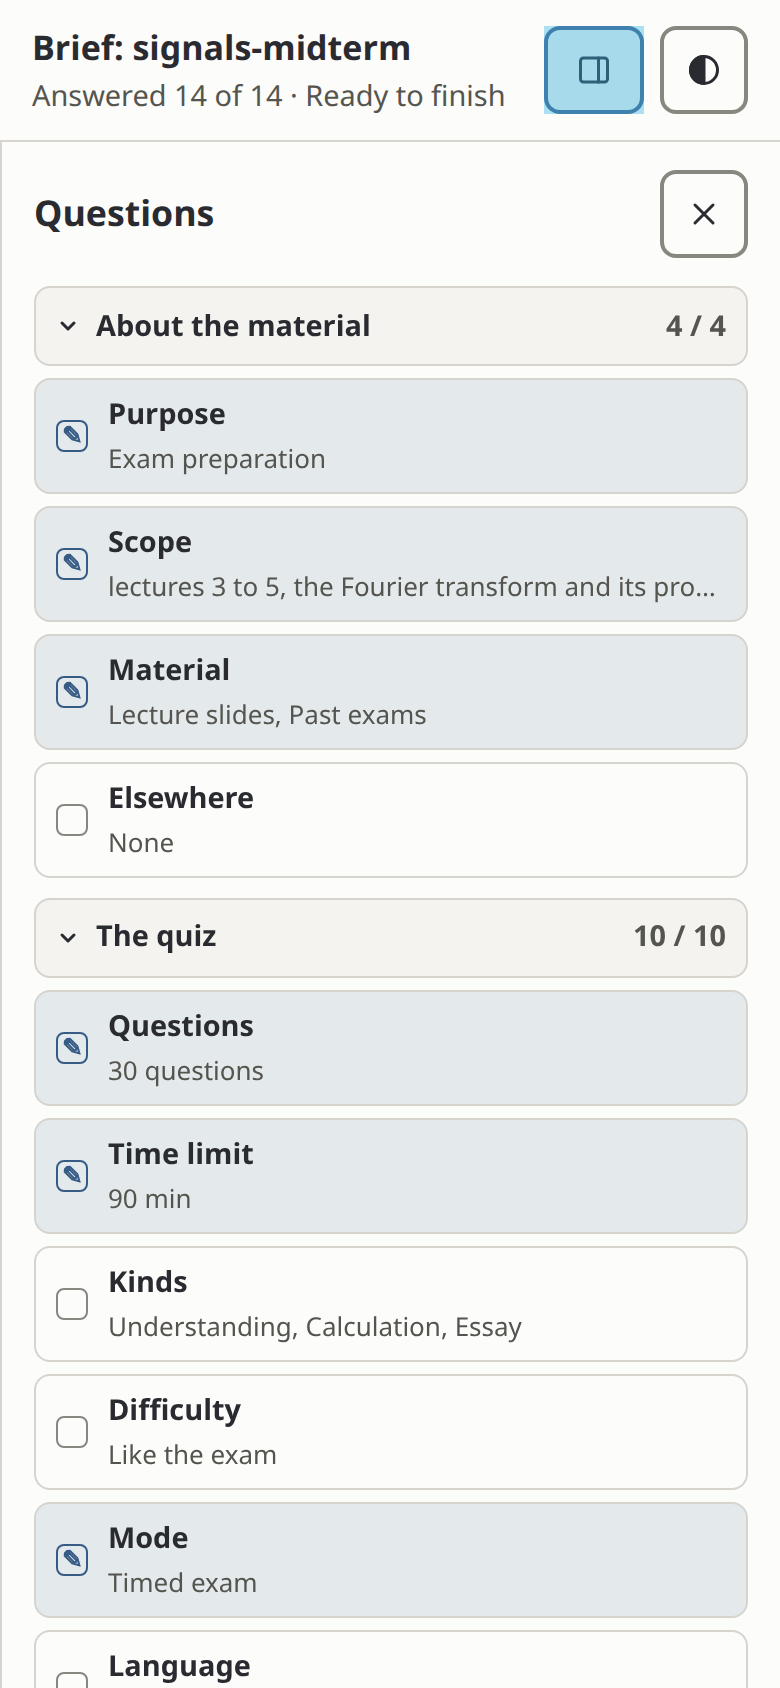 Brief: signals-midterm
Answered 14 of 14 · Ready to finish
Questions
About the material 4 / 4
Purpose
Exam preparation
Scope
lectures 3 to 5, the Fourier transform and its pro...
Material
Lecture slides, Past exams
Elsewhere
None
The quiz 10 / 10
Questions
30 questions
Time limit
90 min
Kinds
Understanding, Calculation, Essay
Difficulty
Like the exam
Mode
Timed exam
Language